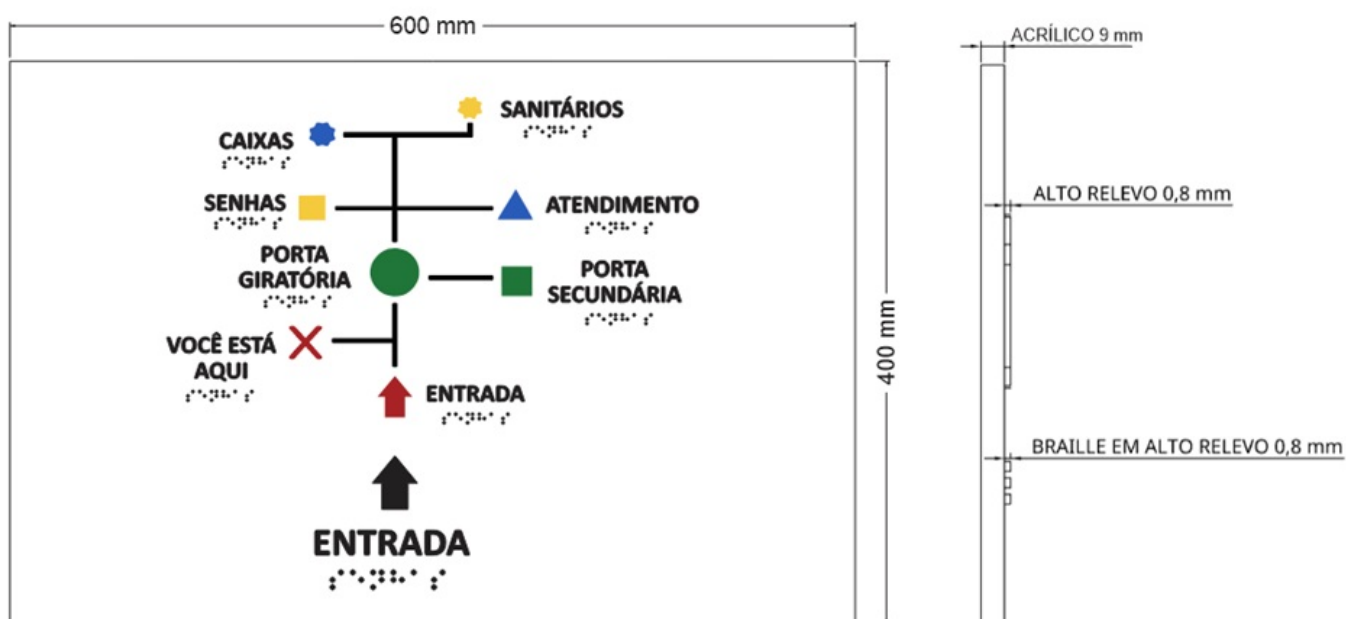 600 mm
ACRÍLICO 9 mm
SANITÁRIOS
⠎⠑⠝⠓⠁⠎
CAIXAS
⠎⠑⠝⠓⠁⠎
ALTO RELEVO 0,8 mm
SENHAS
⠎⠑⠝⠓⠁⠎
ATENDIMENTO
⠎⠑⠝⠓⠁⠎
PORTA
GIRATÓRIA
⠎⠑⠝⠓⠁⠎
PORTA
SECUNDÁRIA
⠎⠑⠝⠓⠁⠎
400 mm
VOCÊ ESTÁ
AQUI
⠎⠑⠝⠓⠁⠎
ENTRADA
⠎⠑⠝⠓⠁⠎
BRAILLE EM ALTO RELEVO 0,8 mm
ENTRADA
⠎⠑⠝⠓⠁⠎